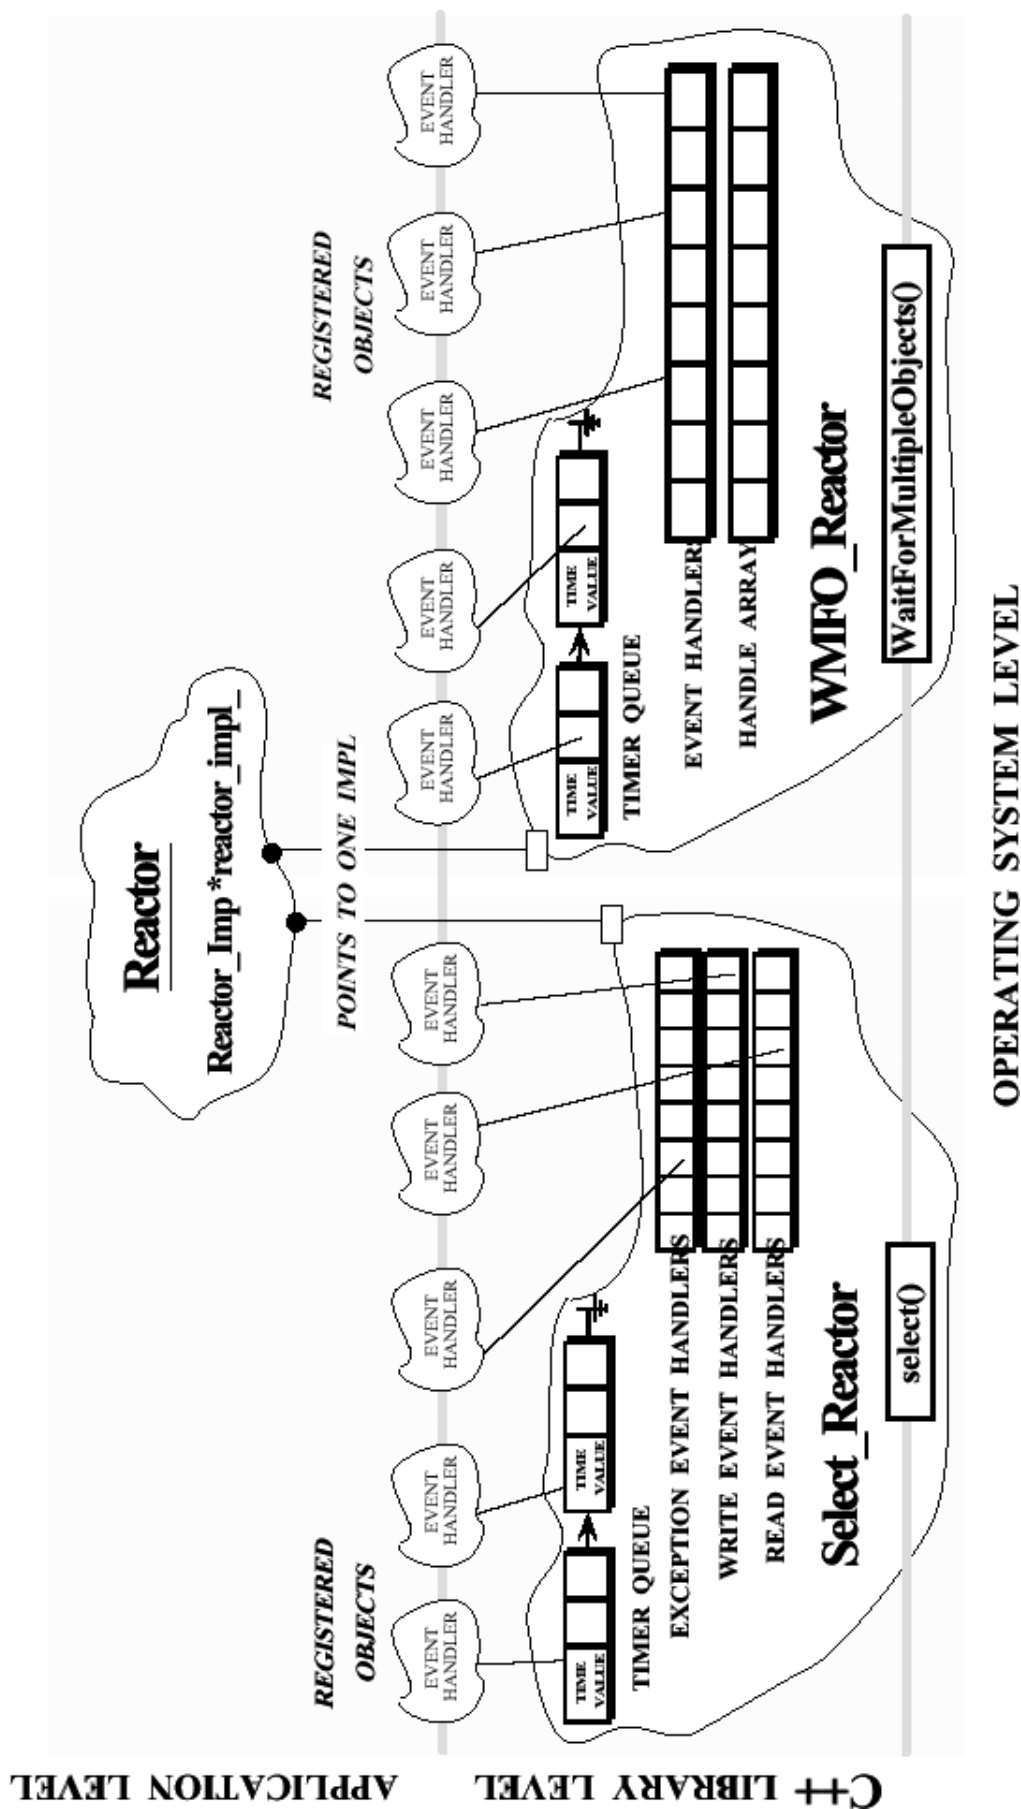 APPLICATION LEVEL
C++ LIBRARY LEVEL
OPERATING SYSTEM LEVEL
Reactor
Reactor_Imp *reactor_impl_
POINTS TO ONE IMPL
REGISTERED
OBJECTS
EVENT
HANDLER
EVENT
HANDLER
EVENT
HANDLER
EVENT
HANDLER
EVENT
HANDLER
TIME
VALUE
TIME
VALUE
TIMER QUEUE
EXCEPTION EVENT HANDLERS
WRITE EVENT HANDLERS
READ EVENT HANDLERS
Select_Reactor
select()
REGISTERED
OBJECTS
EVENT
HANDLER
EVENT
HANDLER
EVENT
HANDLER
EVENT
HANDLER
EVENT
HANDLER
TIME
VALUE
TIME
VALUE
TIMER QUEUE
EVENT HANDLERS
HANDLE ARRAY
WMFO_Reactor
WaitForMultipleObjects()